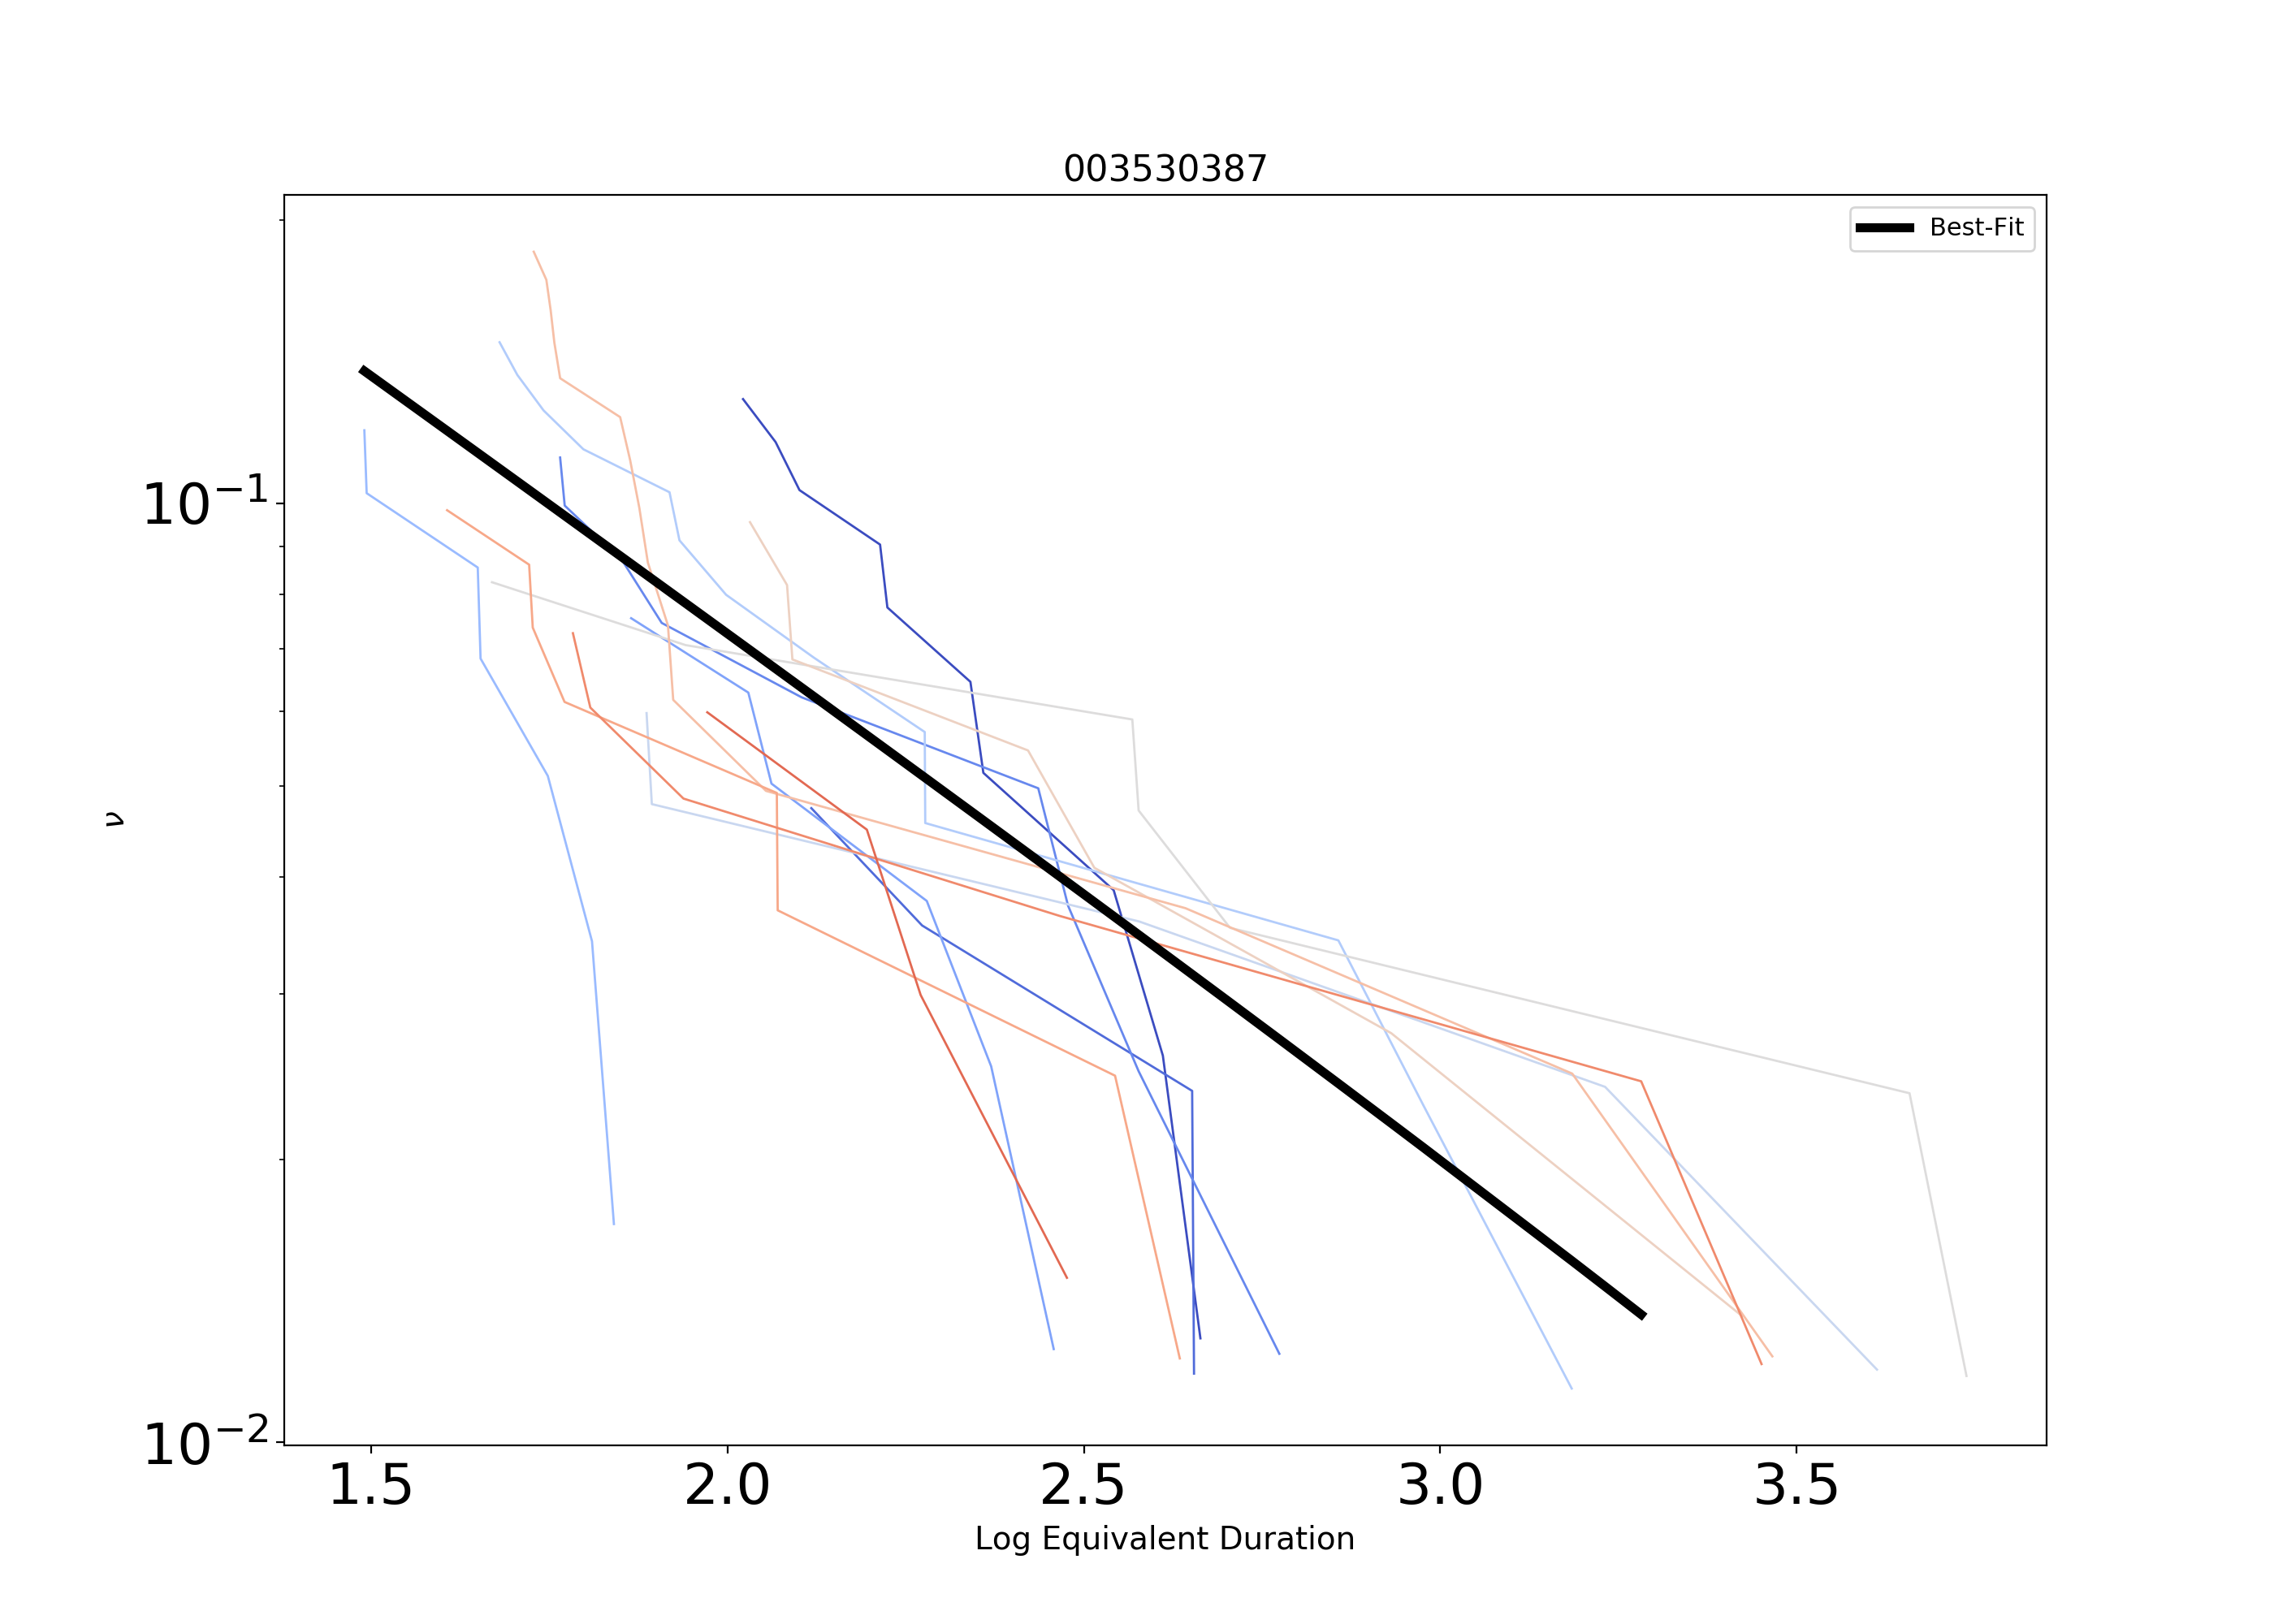 003530387
Best-Fit
10⁻¹
ν
10⁻²
1.5 2.0 2.5 3.0 3.5
Log Equivalent Duration